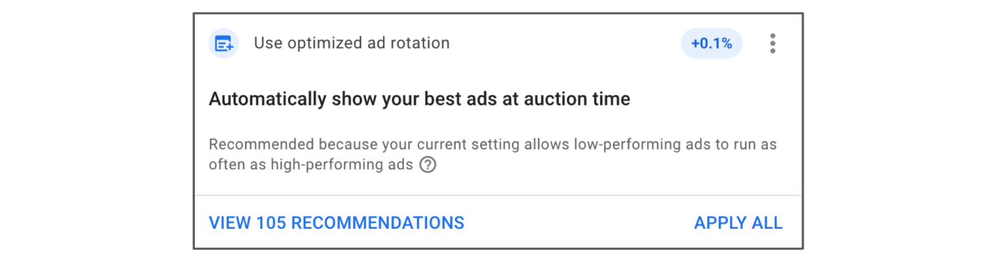 Use optimized ad rotation
+0.1%
Automatically show your best ads at auction time
Recommended because your current setting allows low-performing ads to run as
often as high-performing ads ?
VIEW 105 RECOMMENDATIONS
APPLY ALL